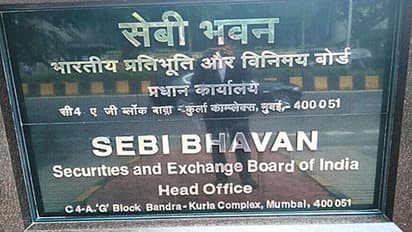 सेबी भवन
भारतीय प्रतिभूति और विनिमय बोर्ड
प्रधान कार्यालय
सी4 ए जी ब्लॉक बान्द्रा - कुर्ला काम्प्लेक्स, मुंबई, - 400 051
SEBI BHAVAN
Securities and Exchange Board of India
Head Office
C 4-A.'G' Block Bandra-Kurla Complex, Mumbai, 400 051